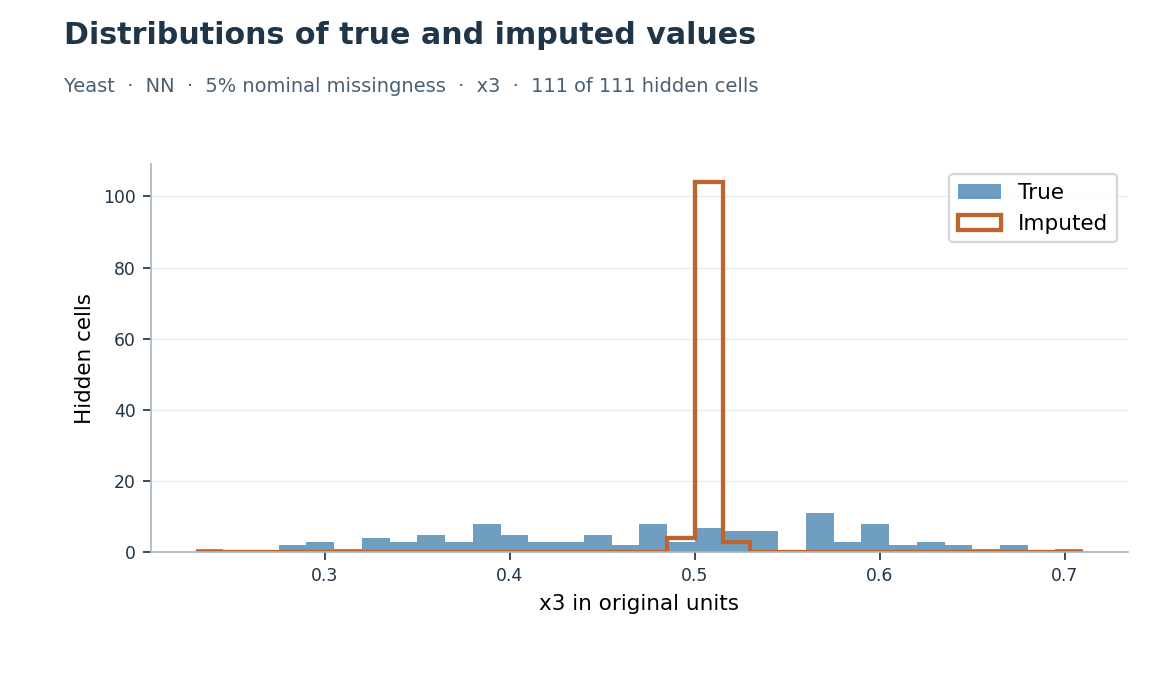 Distributions of true and imputed values
Yeast · NN · 5% nominal missingness · x3 · 111 of 111 hidden cells
True
Imputed
Hidden cells
100
80
60
40
20
0
0.3 0.4 0.5 0.6 0.7
x3 in original units